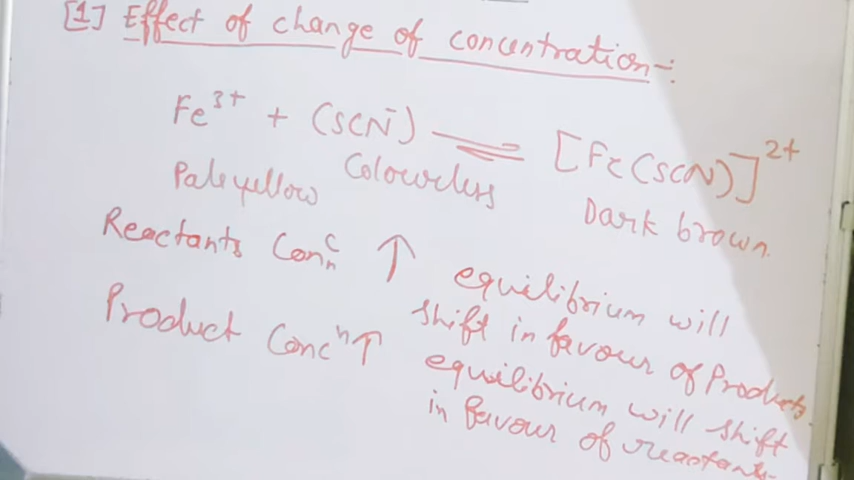 [1] Effect of change of concentration-:
Fe³⁺ + (SCN⁻) ⇌ [Fe(SCN)]²⁺
Pale yellow Colourless Dark brown.
Reactants Concn ↑ equilibrium will
shift in favour of Products.
Product Concⁿ ↑ equilibrium will shift
in favour of reactants.